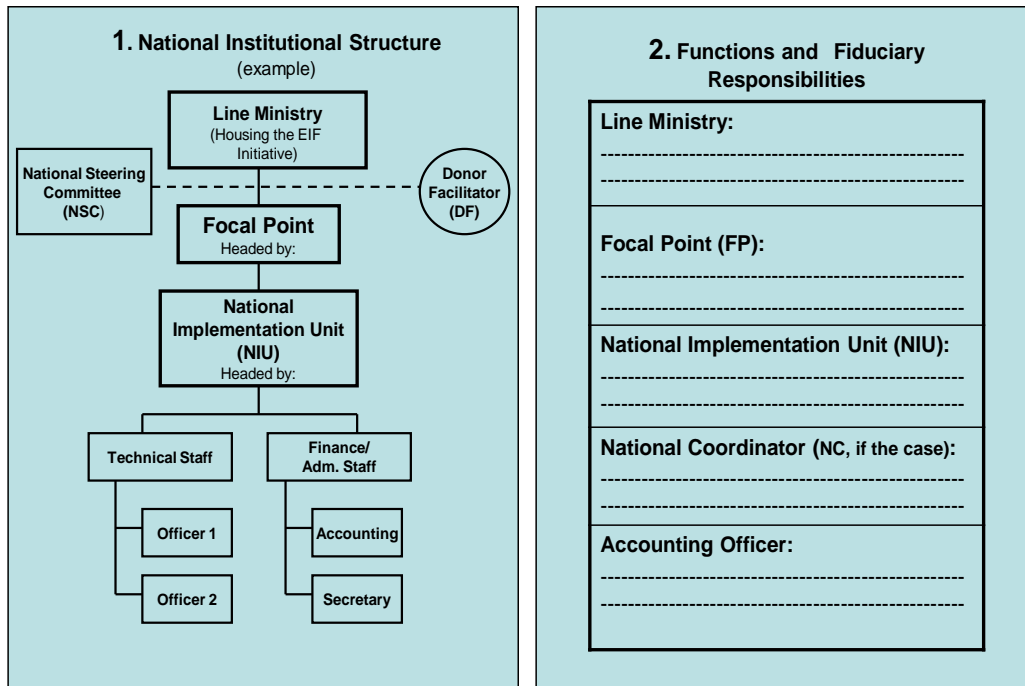 1. National Institutional Structure
(example)
Line Ministry
(Housing the EIF
Initiative)
National Steering
Committee
(NSC)
Donor
Facilitator
(DF)
Focal Point
Headed by:
National
Implementation Unit
(NIU)
Headed by:
Technical Staff
Finance/
Adm. Staff
Officer 1
Accounting
Officer 2
Secretary
2. Functions and Fiduciary
Responsibilities
Line Ministry:
Focal Point (FP):
National Implementation Unit (NIU):
National Coordinator (NC, if the case):
Accounting Officer: